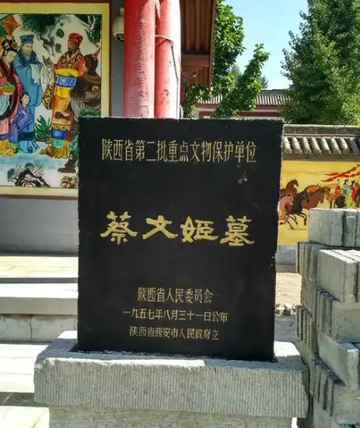 陕西省第二批重点文物保护单位
蔡文姬墓
陕西省人民委员会
一九五七年八月三十一日公布
陕西省西安市人民政府立